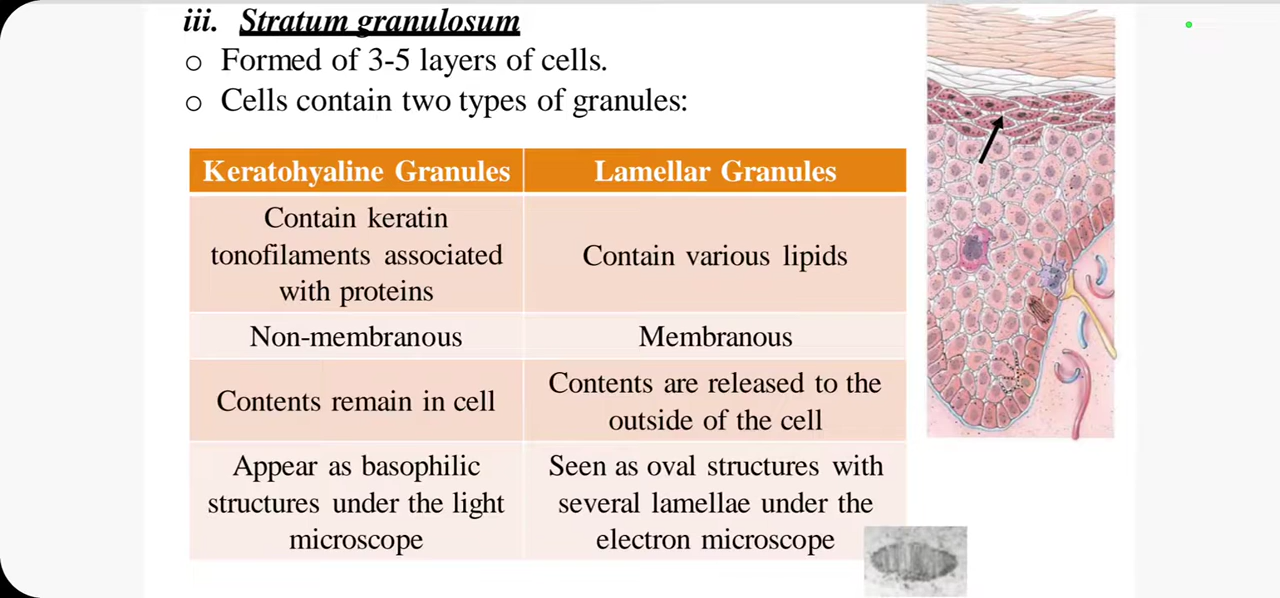 iii. Stratum granulosum
o Formed of 3-5 layers of cells.
o Cells contain two types of granules:
Keratohyaline Granules
Lamellar Granules
Contain keratin
tonofilaments associated
with proteins
Contain various lipids
Non-membranous
Membranous
Contents remain in cell
Contents are released to the
outside of the cell
Appear as basophilic
structures under the light
microscope
Seen as oval structures with
several lamellae under the
electron microscope